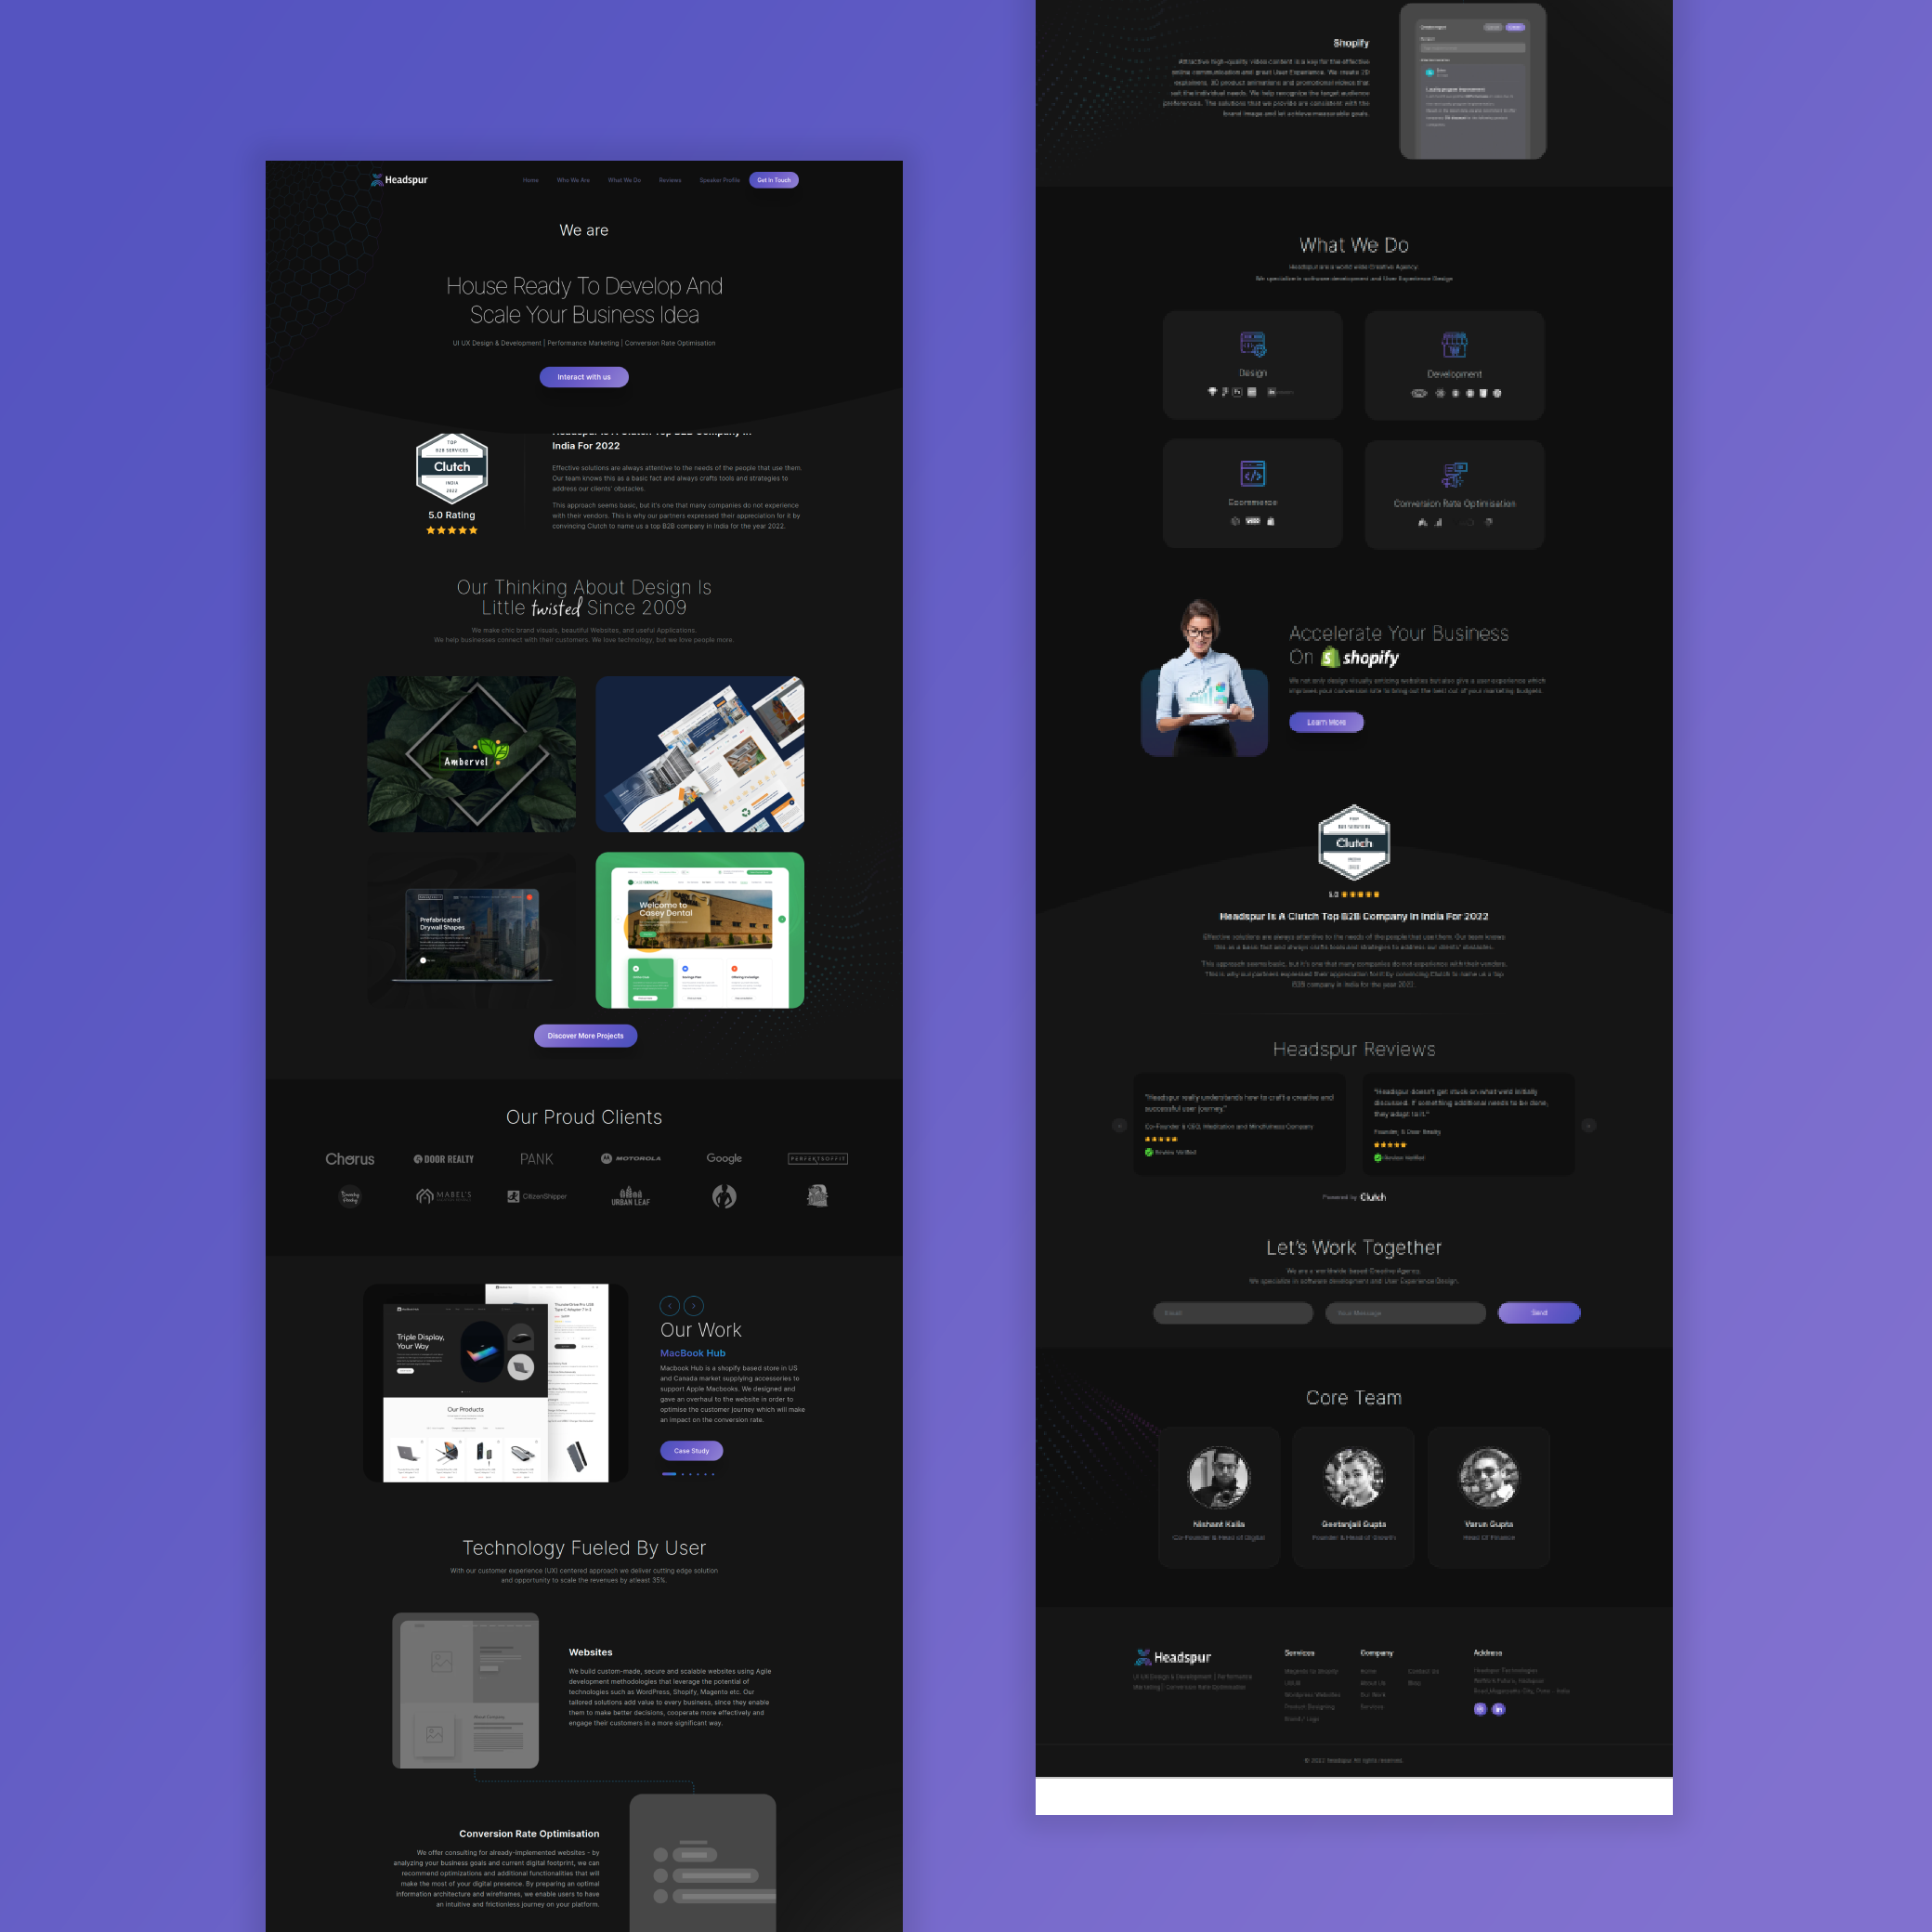 Headspur
Home Who We Are What We Do Reviews Speaker Profile Get In Touch
We are
House Ready To Develop And
Scale Your Business Idea
UI UX Design & Development | Performance Marketing | Conversion Rate Optimisation
Interact with us
TOP
B2B SERVICES
Clutch
INDIA
2022
5.0 Rating
India For 2022
Effective solutions are always attentive to the needs of the people that use them.
Our team knows this as a basic fact and always crafts tools and strategies to
address our clients' obstacles.
This approach seems basic, but it's one that many companies do not experience
with their vendors. This is why our partners expressed their appreciation for it by
convincing Clutch to name us a top B2B company in India for the year 2022.
Our Thinking About Design Is
Little twisted Since 2009
We make chic brand visuals, beautiful Websites, and useful Applications.
We help businesses connect with their customers. We love technology, but we love people more.
Ambervel
Prefabricated
Drywall Shapes
Welcome to
Casey Dental
Discover More Projects
Our Proud Clients
Chorus DOOR REALTY PANK MOTOROLA Google PERFEKTSOFFIT
MABEL'S CitizenShipper URBAN LEAF
Triple Display,
Your Way
Our Products
Our Work
MacBook Hub
Macbook Hub is a shopify based store in US
and Canada market supplying accessories to
support Apple Macbooks. We designed and
gave an overhaul to the website in order to
optimise the customer journey which will make
an impact on the conversion rate.
Case Study
Technology Fueled By User
With our customer experience (UX) centered approach we deliver cutting edge solution
and opportunity to scale the revenues by atleast 35%.
Websites
We build custom-made, secure and scalable websites using Agile
development methodologies that leverage the potential of
technologies such as WordPress, Shopify, Magento etc. Our
tailored solutions add value to every business, since they enable
them to make better decisions, cooperate more effectively and
engage their customers in a more significant way.
Conversion Rate Optimisation
We offer consulting for already-implemented websites - by
analyzing your business goals and current digital footprint, we can
recommend optimizations and additional functionalities that will
make the most of your digital presence. By preparing an optimal
information architecture and wireframes, we enable users to have
an intuitive and frictionless journey on your platform.
Shopify
Attractive high-quality video content is a key for the effective
online communication and great User Experience. We create 2D
explainers, 3D product animations and promotional videos that
suit the individual needs. We help recognize the target audience
preferences. The solutions that we provide are consistent with the
brand image and let achieve measurable goals.
What We Do
Headspur are a world wide Creative Agency.
We specialize in software development and User Experience Design
Design
Development
Ecommerce
Conversion Rate Optimisation
Accelerate Your Business
On shopify
We not only design visually enticing websites but also give a user experience which
improves your conversion rate to bring out the best out of your marketing budgets.
Learn More
Clutch
5.0
Headspur Is A Clutch Top B2B Company In India For 2022
Effective solutions are always attentive to the needs of the people that use them. Our team knows
this as a basic fact and always crafts tools and strategies to address our clients' obstacles.
This approach seems basic, but it's one that many companies do not experience with their vendors.
This is why our partners expressed their appreciation for it by convincing Clutch to name us a top
B2B company in India for the year 2022.
Headspur Reviews
"Headspur really understands how to craft a creative and
successful user journey."
Co-Founder & CEO, Meditation and Mindfulness Company
Review Verified
"Headspur doesn't get stuck on what we'd initially
discussed. If something additional needs to be done,
they adapt to it."
Founder, & Door Realty
Review Verified
Powered by Clutch
Let's Work Together
We are a worldwide based Creative Agency.
We specialize in software development and User Experience Design.
Email Your Message Send
Core Team
Nishant Kalia
Co-Founder & Head of Digital
Geetanjali Gupta
Founder & Head of Growth
Varun Gupta
Head Of Finance
Headspur
UI UX Design & Development | Performance
Marketing | Conversion Rate Optimisation
Services
Magento to Shopify
UI/UX
Wordpress Websites
Product Designing
Brand / Logo
Company
Home
About Us
Our Work
Services
Contact Us
Blog
Address
Headspur Technologies
Road, Magarpatta City, Pune - India
© 2022 Headspur All rights reserved.